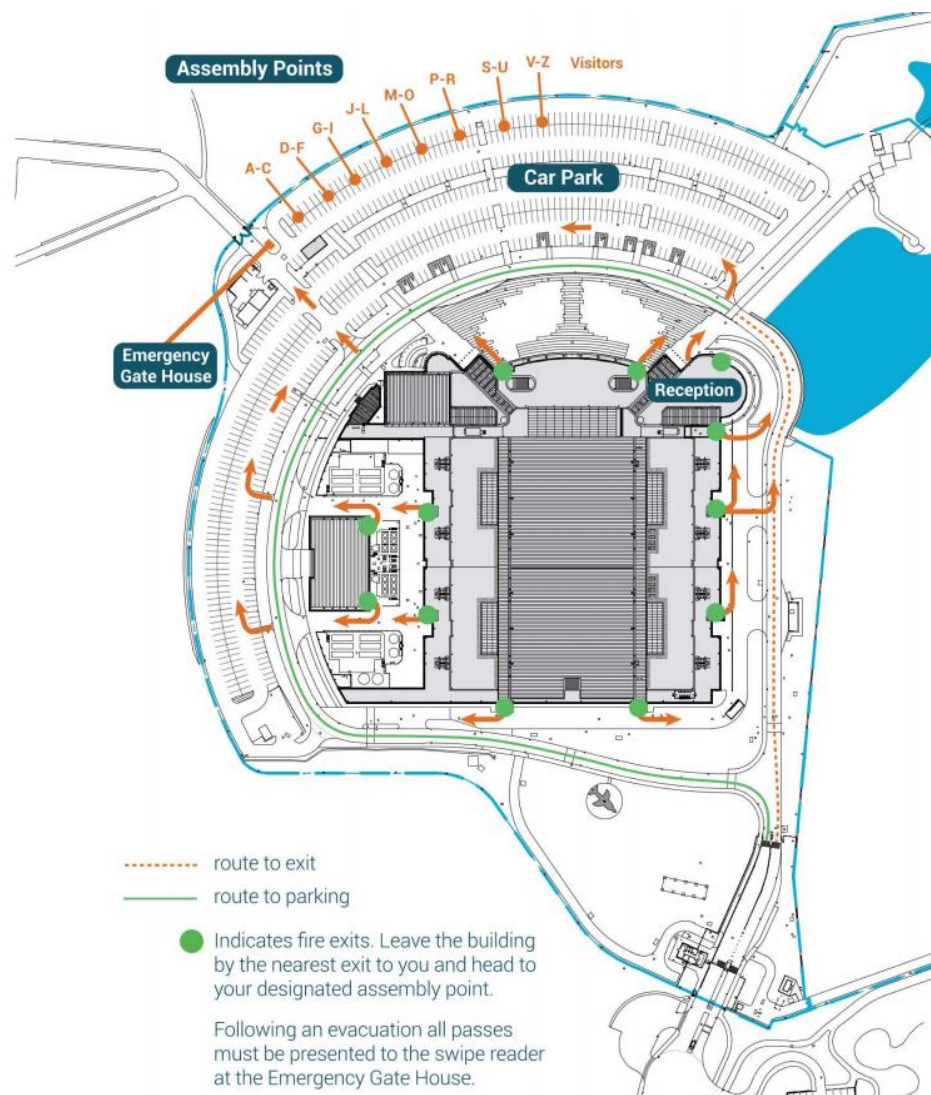 Assembly Points
A-C
D-F
G-I
J-L
M-O
P-R
S-U
V-Z
Visitors
Car Park
Emergency
Gate House
Reception
route to exit
route to parking
Indicates fire exits. Leave the building
by the nearest exit to you and head to
your designated assembly point.
Following an evacuation all passes
must be presented to the swipe reader
at the Emergency Gate House.